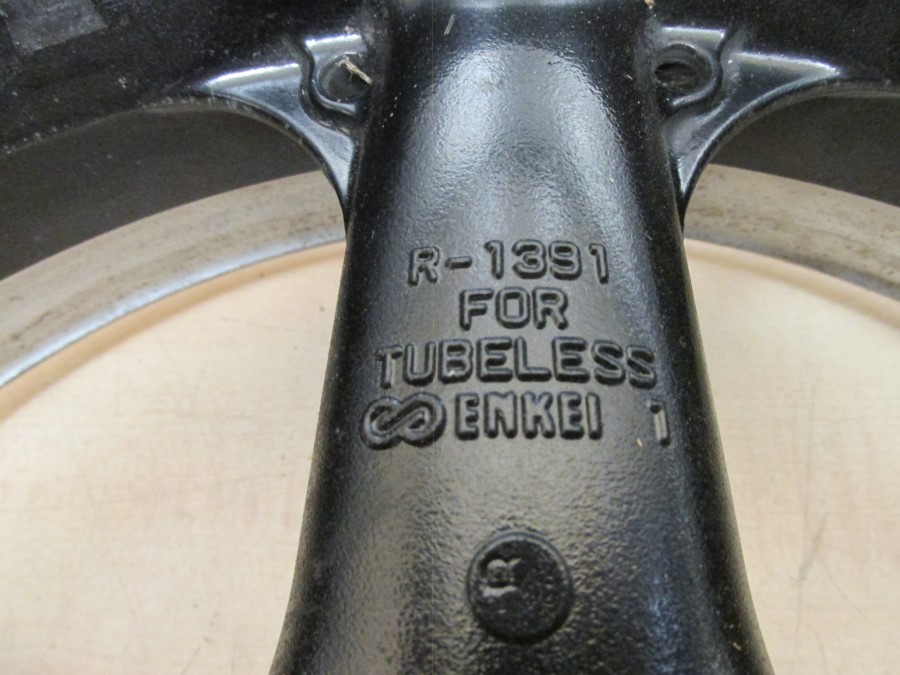 R-1391
FOR
TUBELESS
ENKEI 1